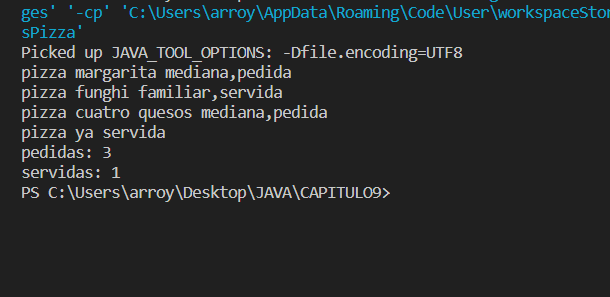 ges' '-cp' 'C:\Users\arroy\AppData\Roaming\Code\User\workspaceStor
sPizza'
Picked up JAVA_TOOL_OPTIONS: -Dfile.encoding=UTF8
pizza margarita mediana,pedida
pizza funghi familiar,servida
pizza cuatro quesos mediana,pedida
pizza ya servida
pedidas: 3
servidas: 1
PS C:\Users\arroy\Desktop\JAVA\CAPITULO9>